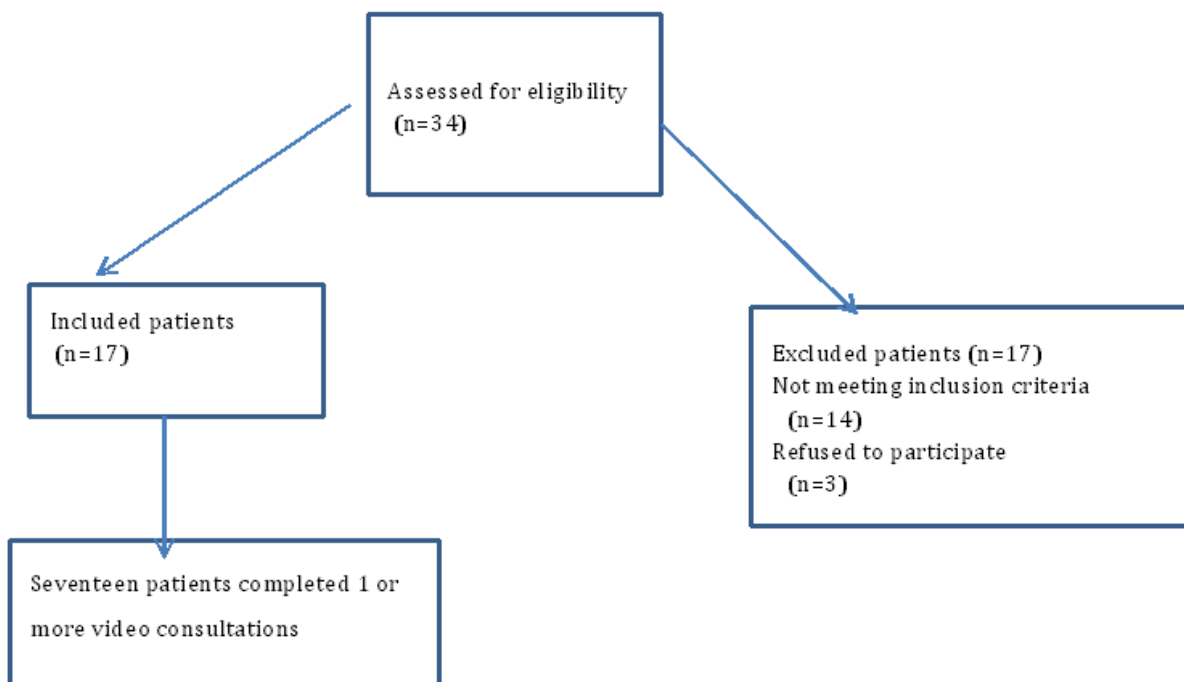 Assessed for eligibility
(n=34)
Included patients
(n=17)
Excluded patients (n=17)
Not meeting inclusion criteria
(n=14)
Refused to participate
(n=3)
Seventeen patients completed 1 or
more video consultations